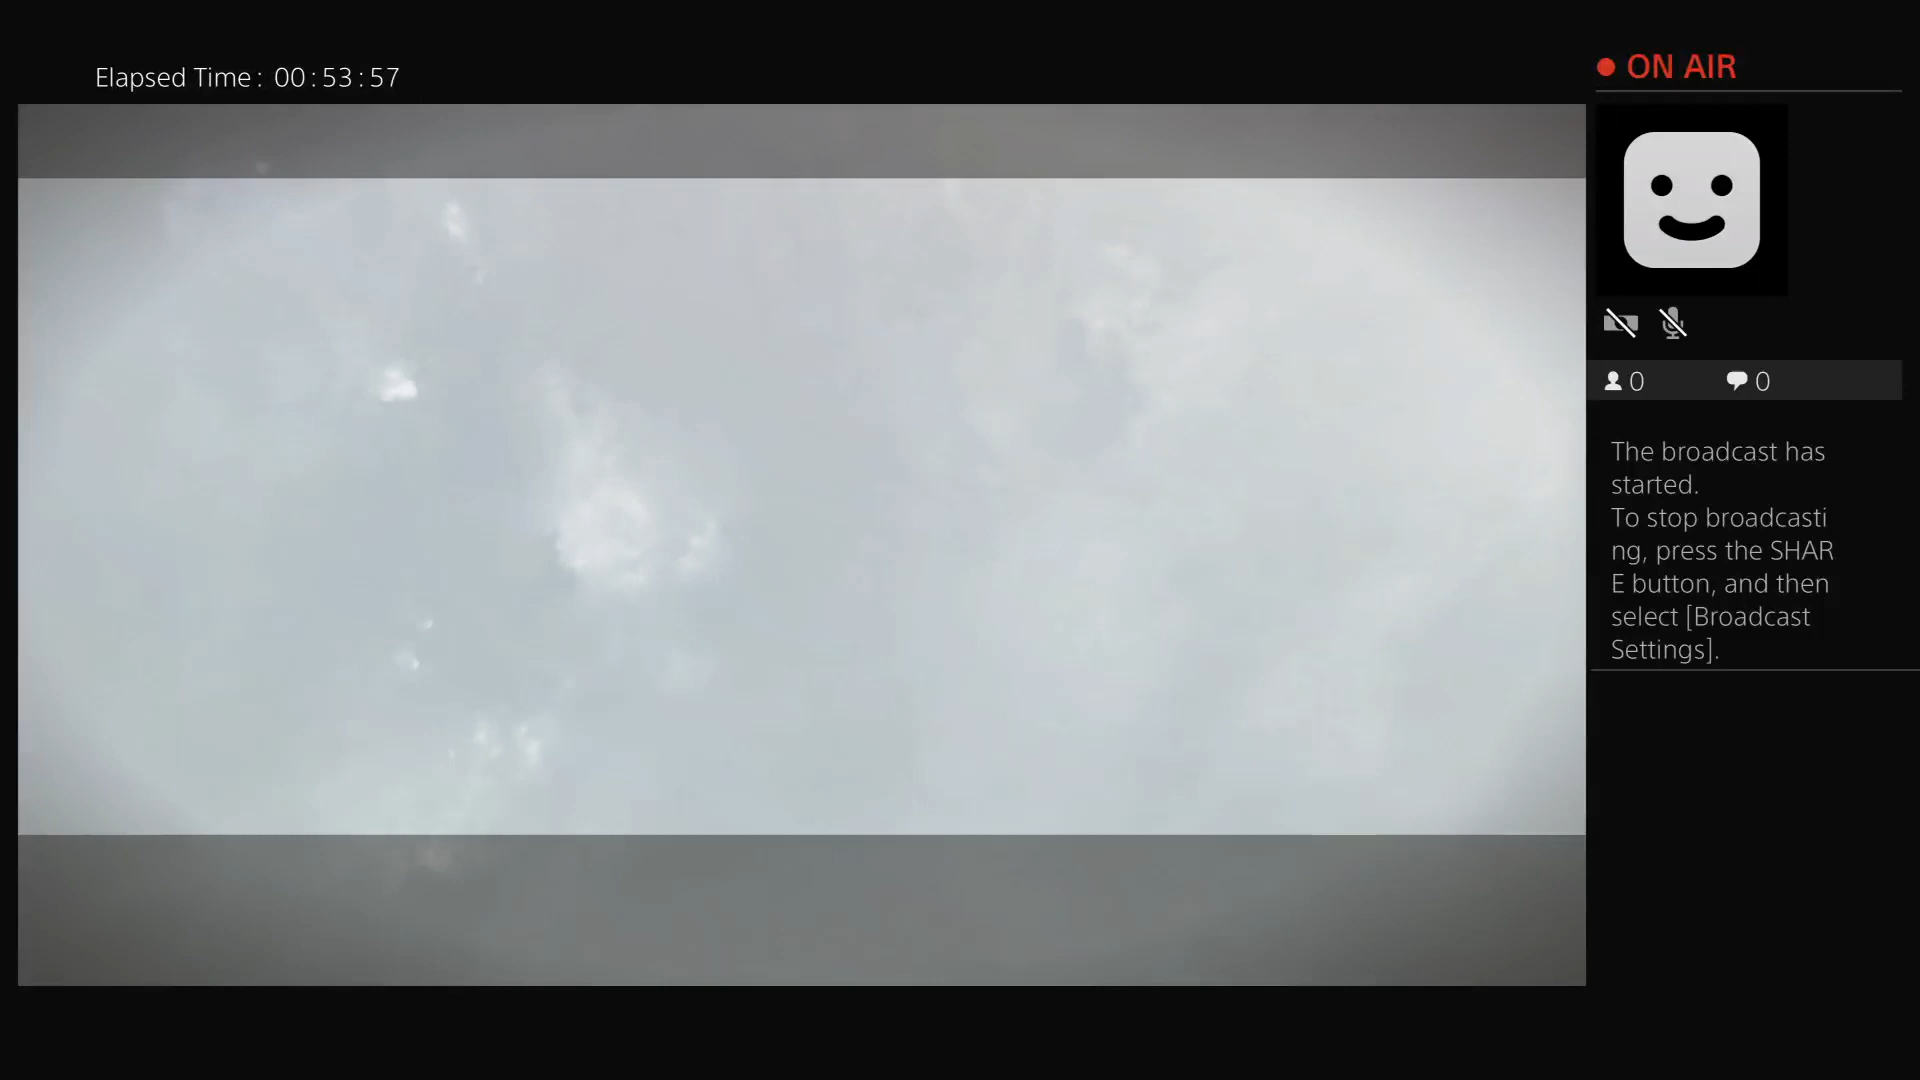 Elapsed Time: 00:53:57
ON AIR
0 0
The broadcast has
started.
To stop broadcasti
ng, press the SHAR
E button, and then
select [Broadcast
Settings].